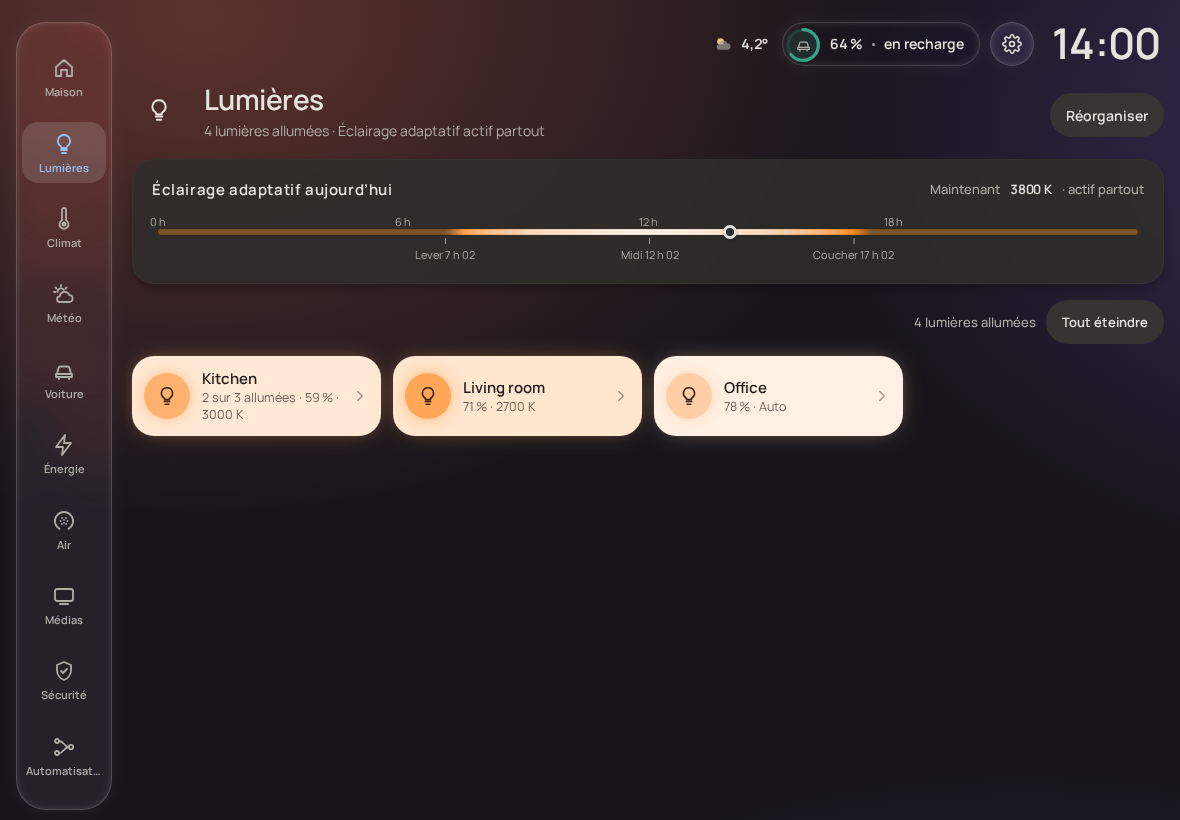 4,2°
64 % · en recharge
14:00
Maison
Lumières
Climat
Météo
Voiture
Énergie
Air
Médias
Sécurité
Automatisat…
Lumières
4 lumières allumées · Éclairage adaptatif actif partout
Réorganiser
Éclairage adaptatif aujourd’hui
Maintenant 3800 K · actif partout
0 h 6 h 12 h 18 h
Lever 7 h 02 Midi 12 h 02 Coucher 17 h 02
4 lumières allumées
Tout éteindre
Kitchen
2 sur 3 allumées · 59 % ·
3000 K
Living room
71 % · 2700 K
Office
78 % · Auto